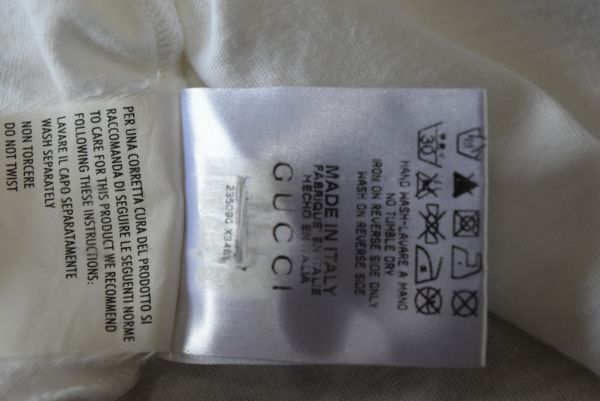 30
HAND WASH-LAVARE A MANO
NO TUMBLE DRY
IRON ON REVERSE SIDE ONLY
WASH ON REVERSE SIDE
MADE IN ITALY
FABRIQUÉ EN ITALIE
HECHO EN ITALIA
GUCCI
PER UNA CORRETTA CURA DEL PRODOTTO SI
RACCOMANDA DI SEGUIRE LE SEGUENTI NORME
TO CARE FOR THIS PRODUCT WE RECOMMEND
FOLLOWING THESE INSTRUCTIONS:
LAVARE IL CAPO SEPARATAMENTE
WASH SEPARATELY
NON TORCERE
DO NOT TWIST